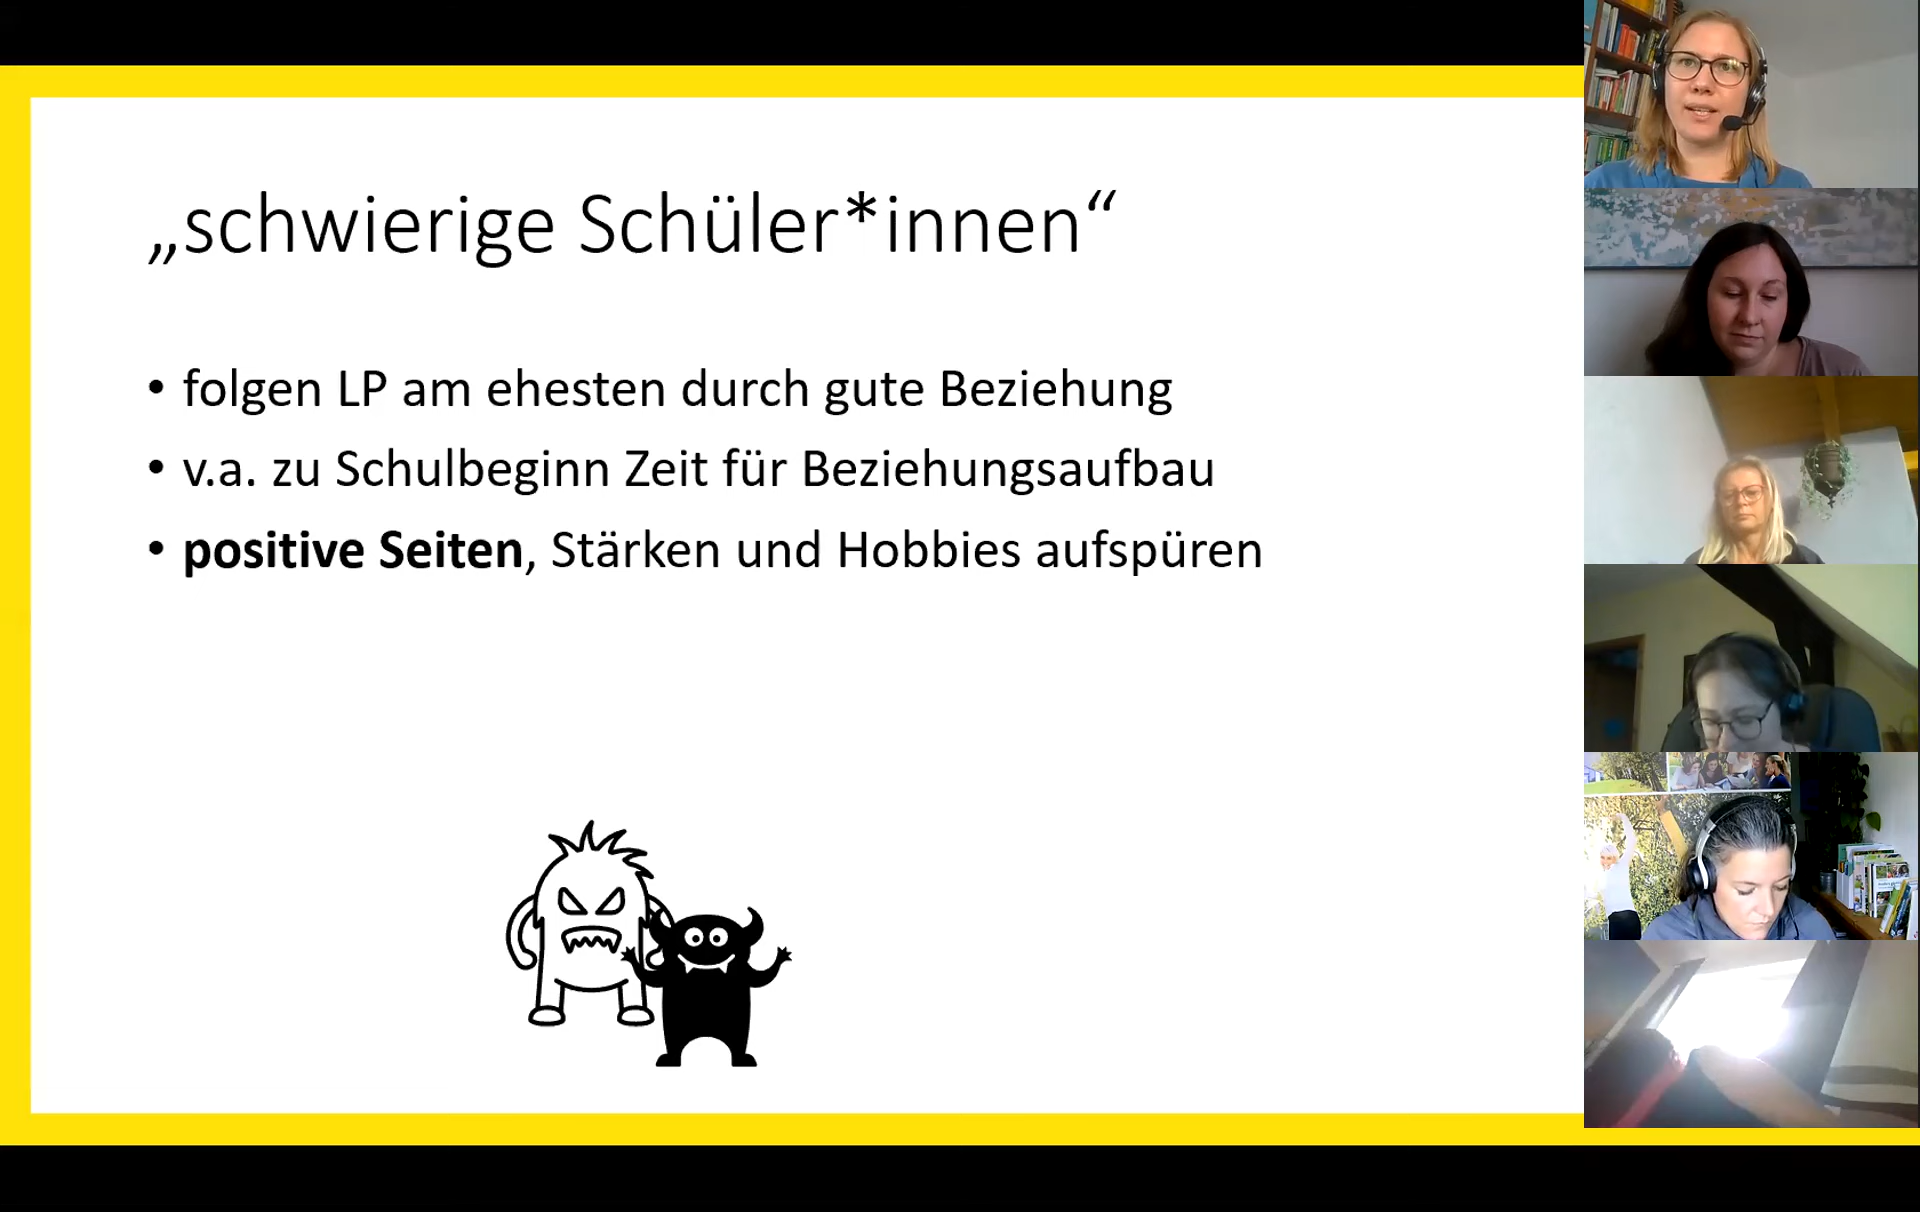 „schwierige Schüler*innen“
• folgen LP am ehesten durch gute Beziehung
• v.a. zu Schulbeginn Zeit für Beziehungsaufbau
• positive Seiten, Stärken und Hobbies aufspüren